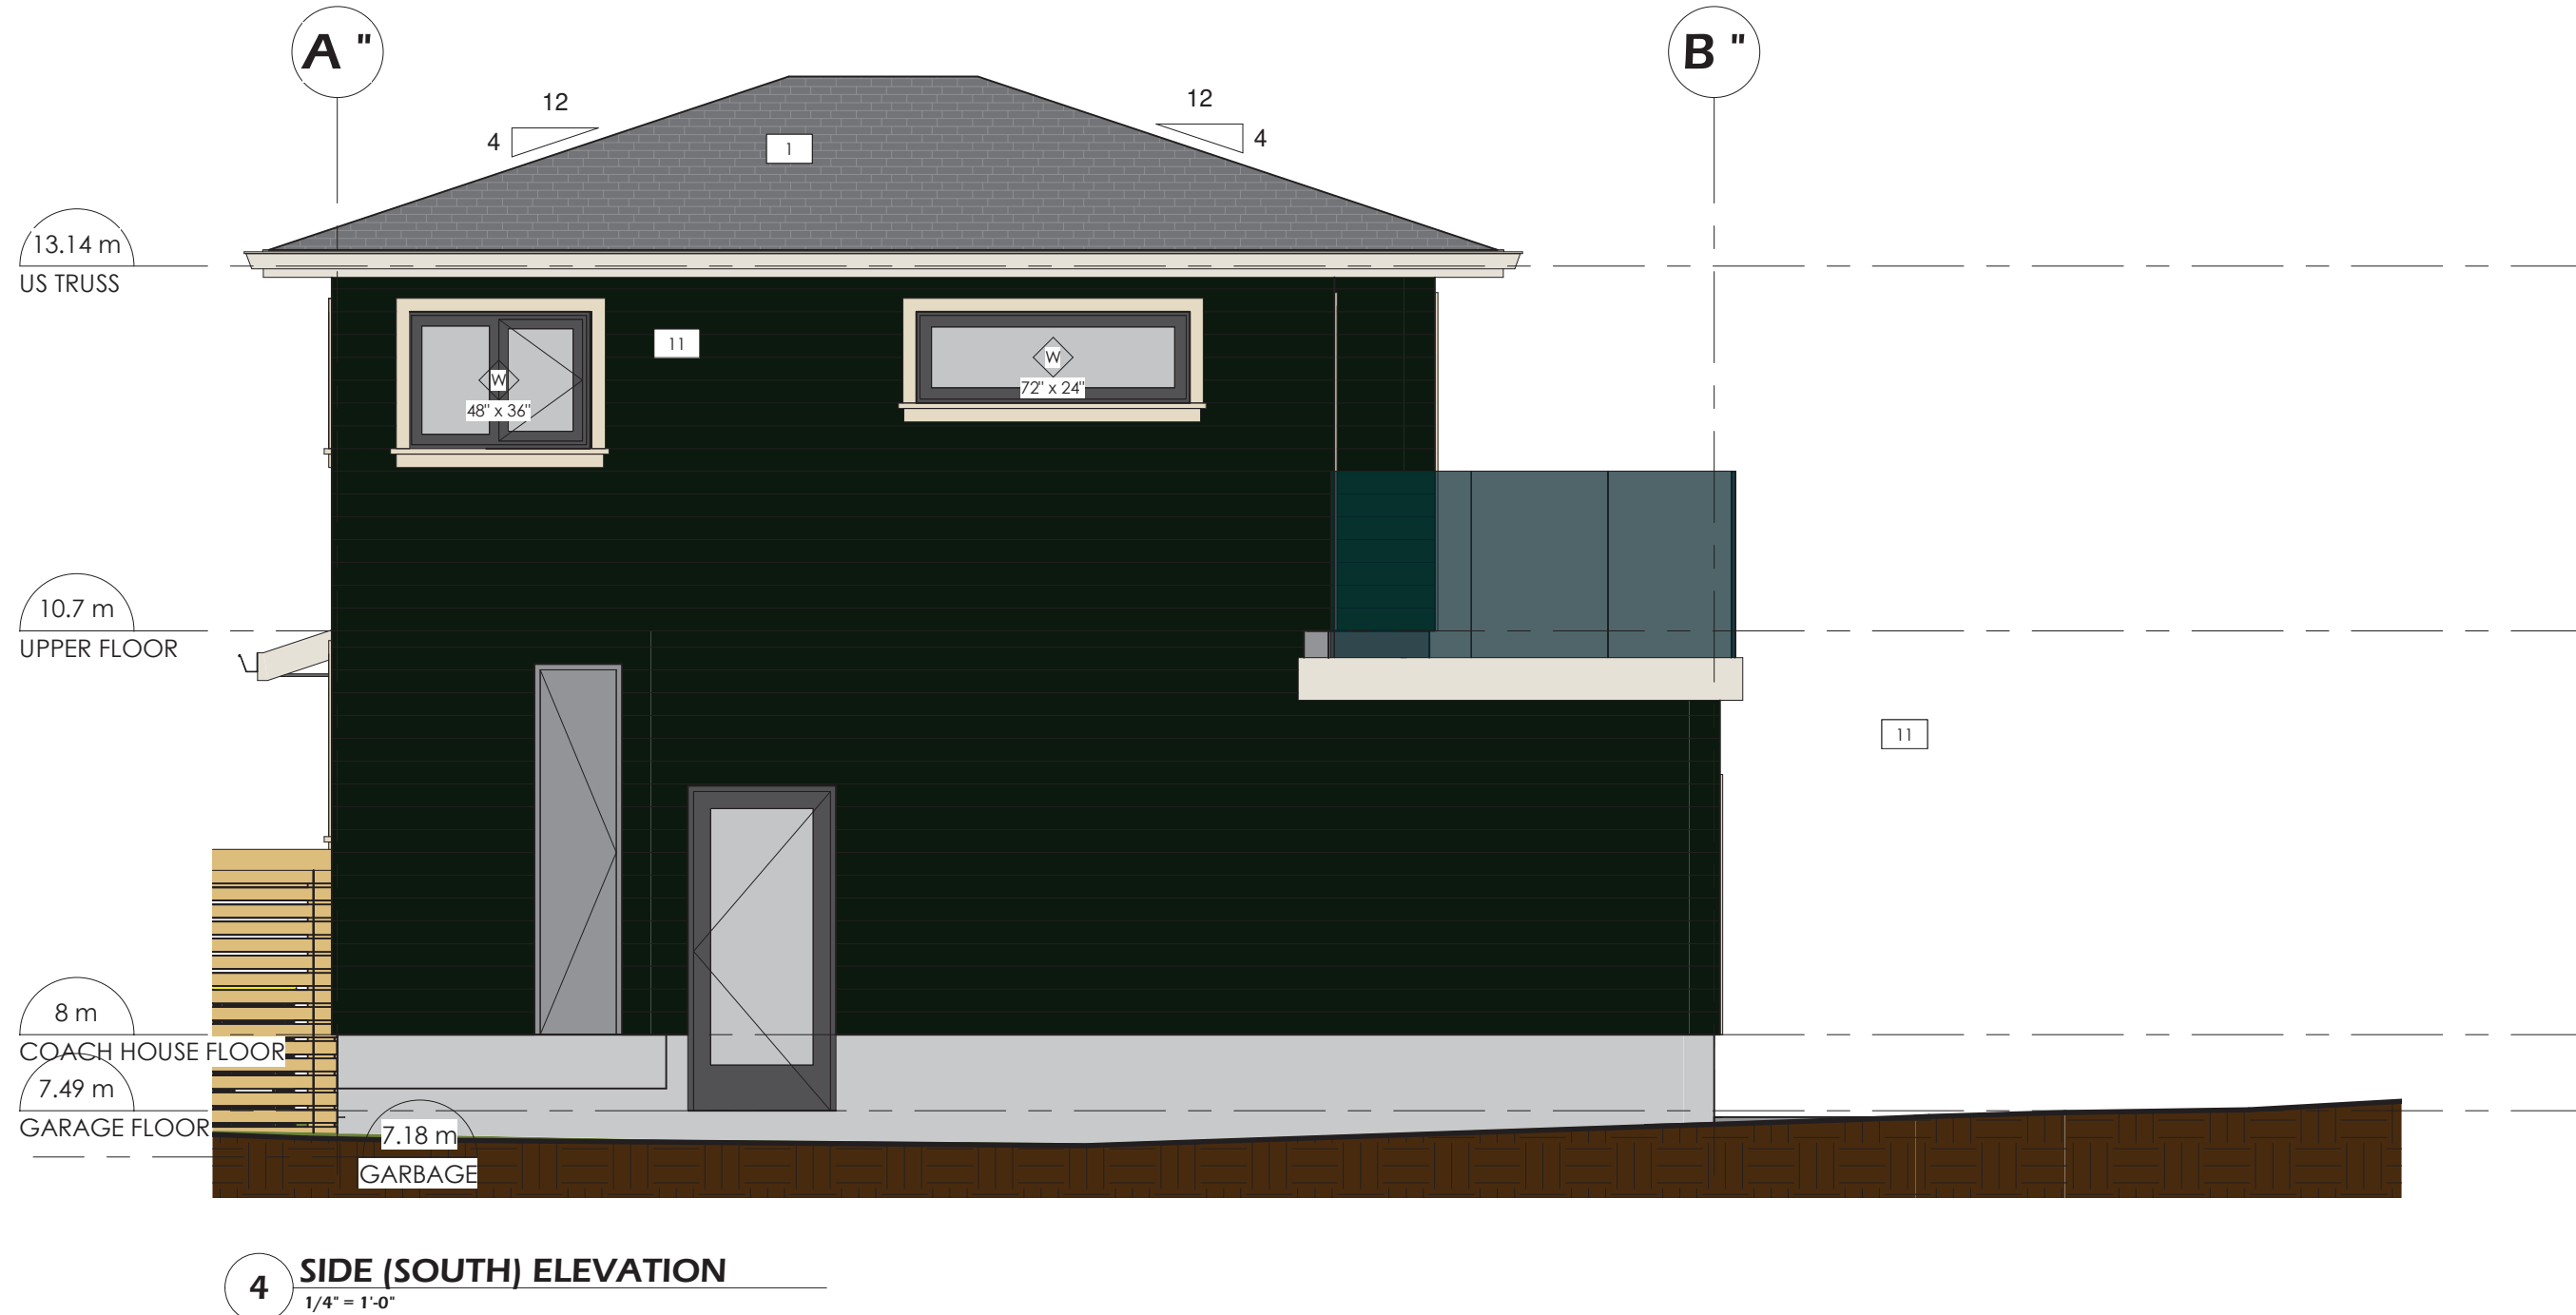 A "
B "
12
4
12
4
1
13.14 m
US TRUSS
11
W
48" x 36"
W
72" x 24"
10.7 m
UPPER FLOOR
11
8 m
COACH HOUSE FLOOR
7.49 m
GARAGE FLOOR
7.18 m
GARBAGE
4
SIDE (SOUTH) ELEVATION
1/4" = 1'-0"